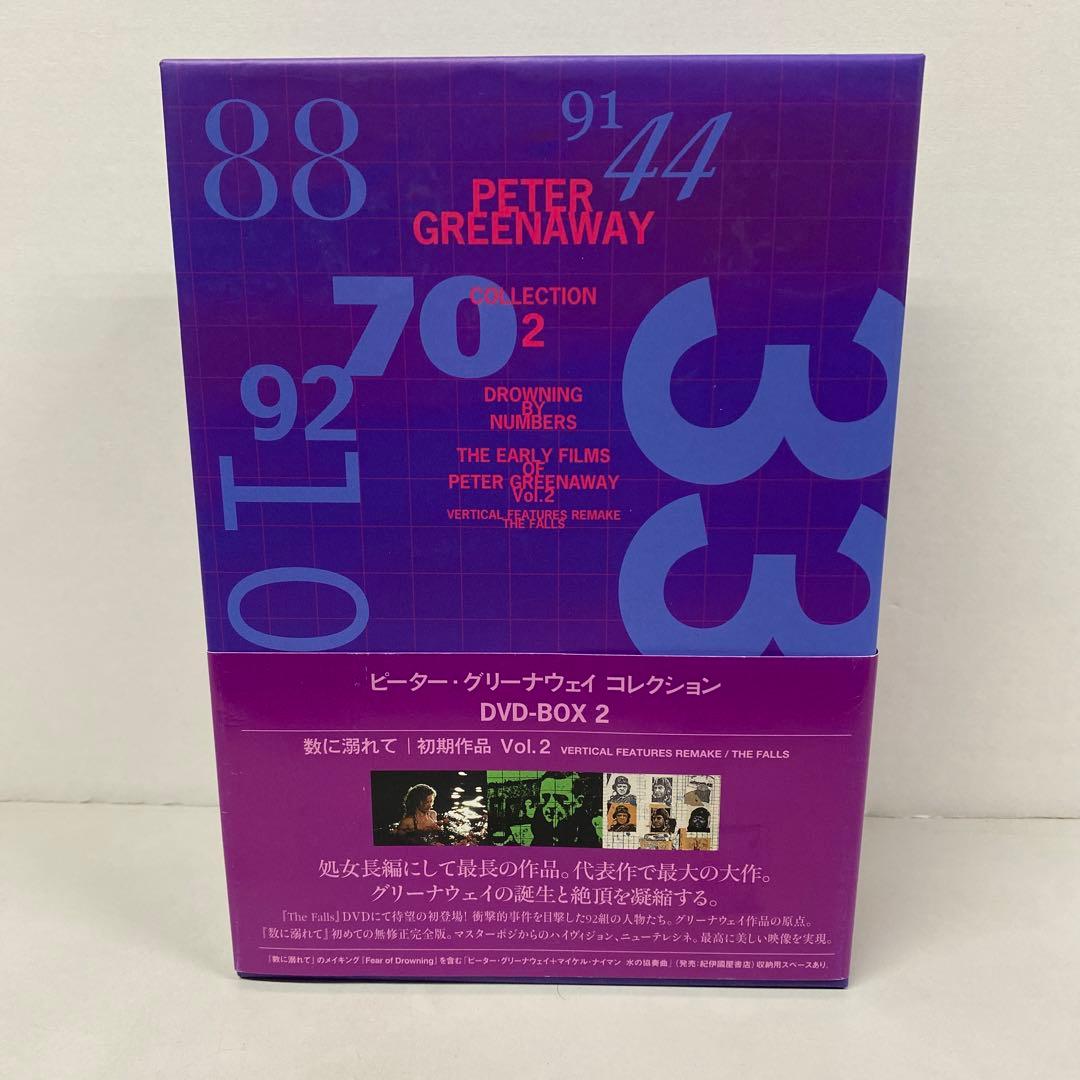 88
91
44
PETER
GREENAWAY
70
COLLECTION
2
92
DROWNING
BY
NUMBERS
THE EARLY FILMS
OF
PETER GREENAWAY
Vol.2
VERTICAL FEATURES REMAKE
THE FALLS
10
33
ピーター・グリーナウェイ コレクション
DVD-BOX 2
数に溺れて|初期作品 Vol.2 VERTICAL FEATURES REMAKE / THE FALLS
処女長編にして最長の作品。代表作で最大の大作。
グリーナウェイの誕生と絶頂を凝縮する。
『The Falls』DVDにて待望の初登場! 衝撃的事件を目撃した92組の人物たち。グリーナウェイ作品の原点。
『数に溺れて』初めての無修正完全版。マスターポジからのハイヴィジョン、ニューテレシネ。最高に美しい映像を実現。
『数に溺れて』のメイキング「Fear of Drowning」を含む「ピーター・グリーナウェイ+マイケル・ナイマン 水の協奏曲」(発売:紀伊國屋書店)収納用スペースあり。